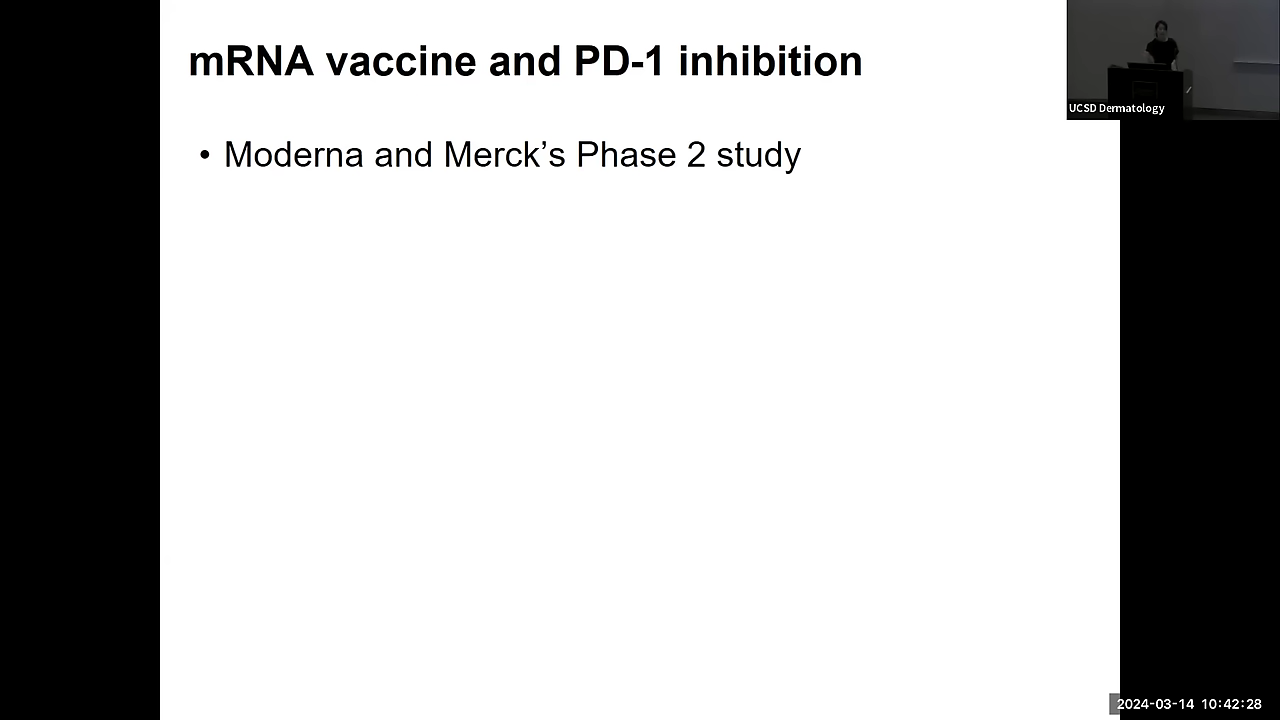 mRNA vaccine and PD-1 inhibition
UCSD Dermatology
• Moderna and Merck’s Phase 2 study
2024-03-14 10:42:28